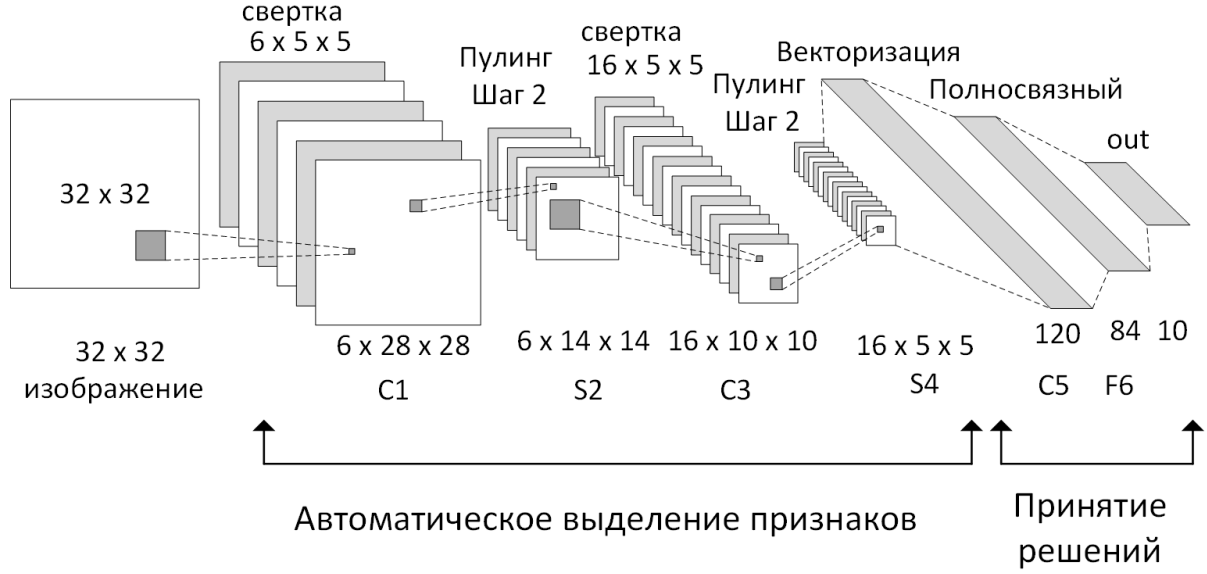 свертка
6 x 5 x 5
Пулинг
Шаг 2
свертка
16 x 5 x 5
Пулинг
Шаг 2
Векторизация
Полносвязный
out
32 x 32
32 x 32
изображение
6 x 28 x 28
C1
6 x 14 x 14
S2
16 x 10 x 10
C3
16 x 5 x 5
S4
120
C5
84
F6
10
Автоматическое выделение признаков
Принятие
решений